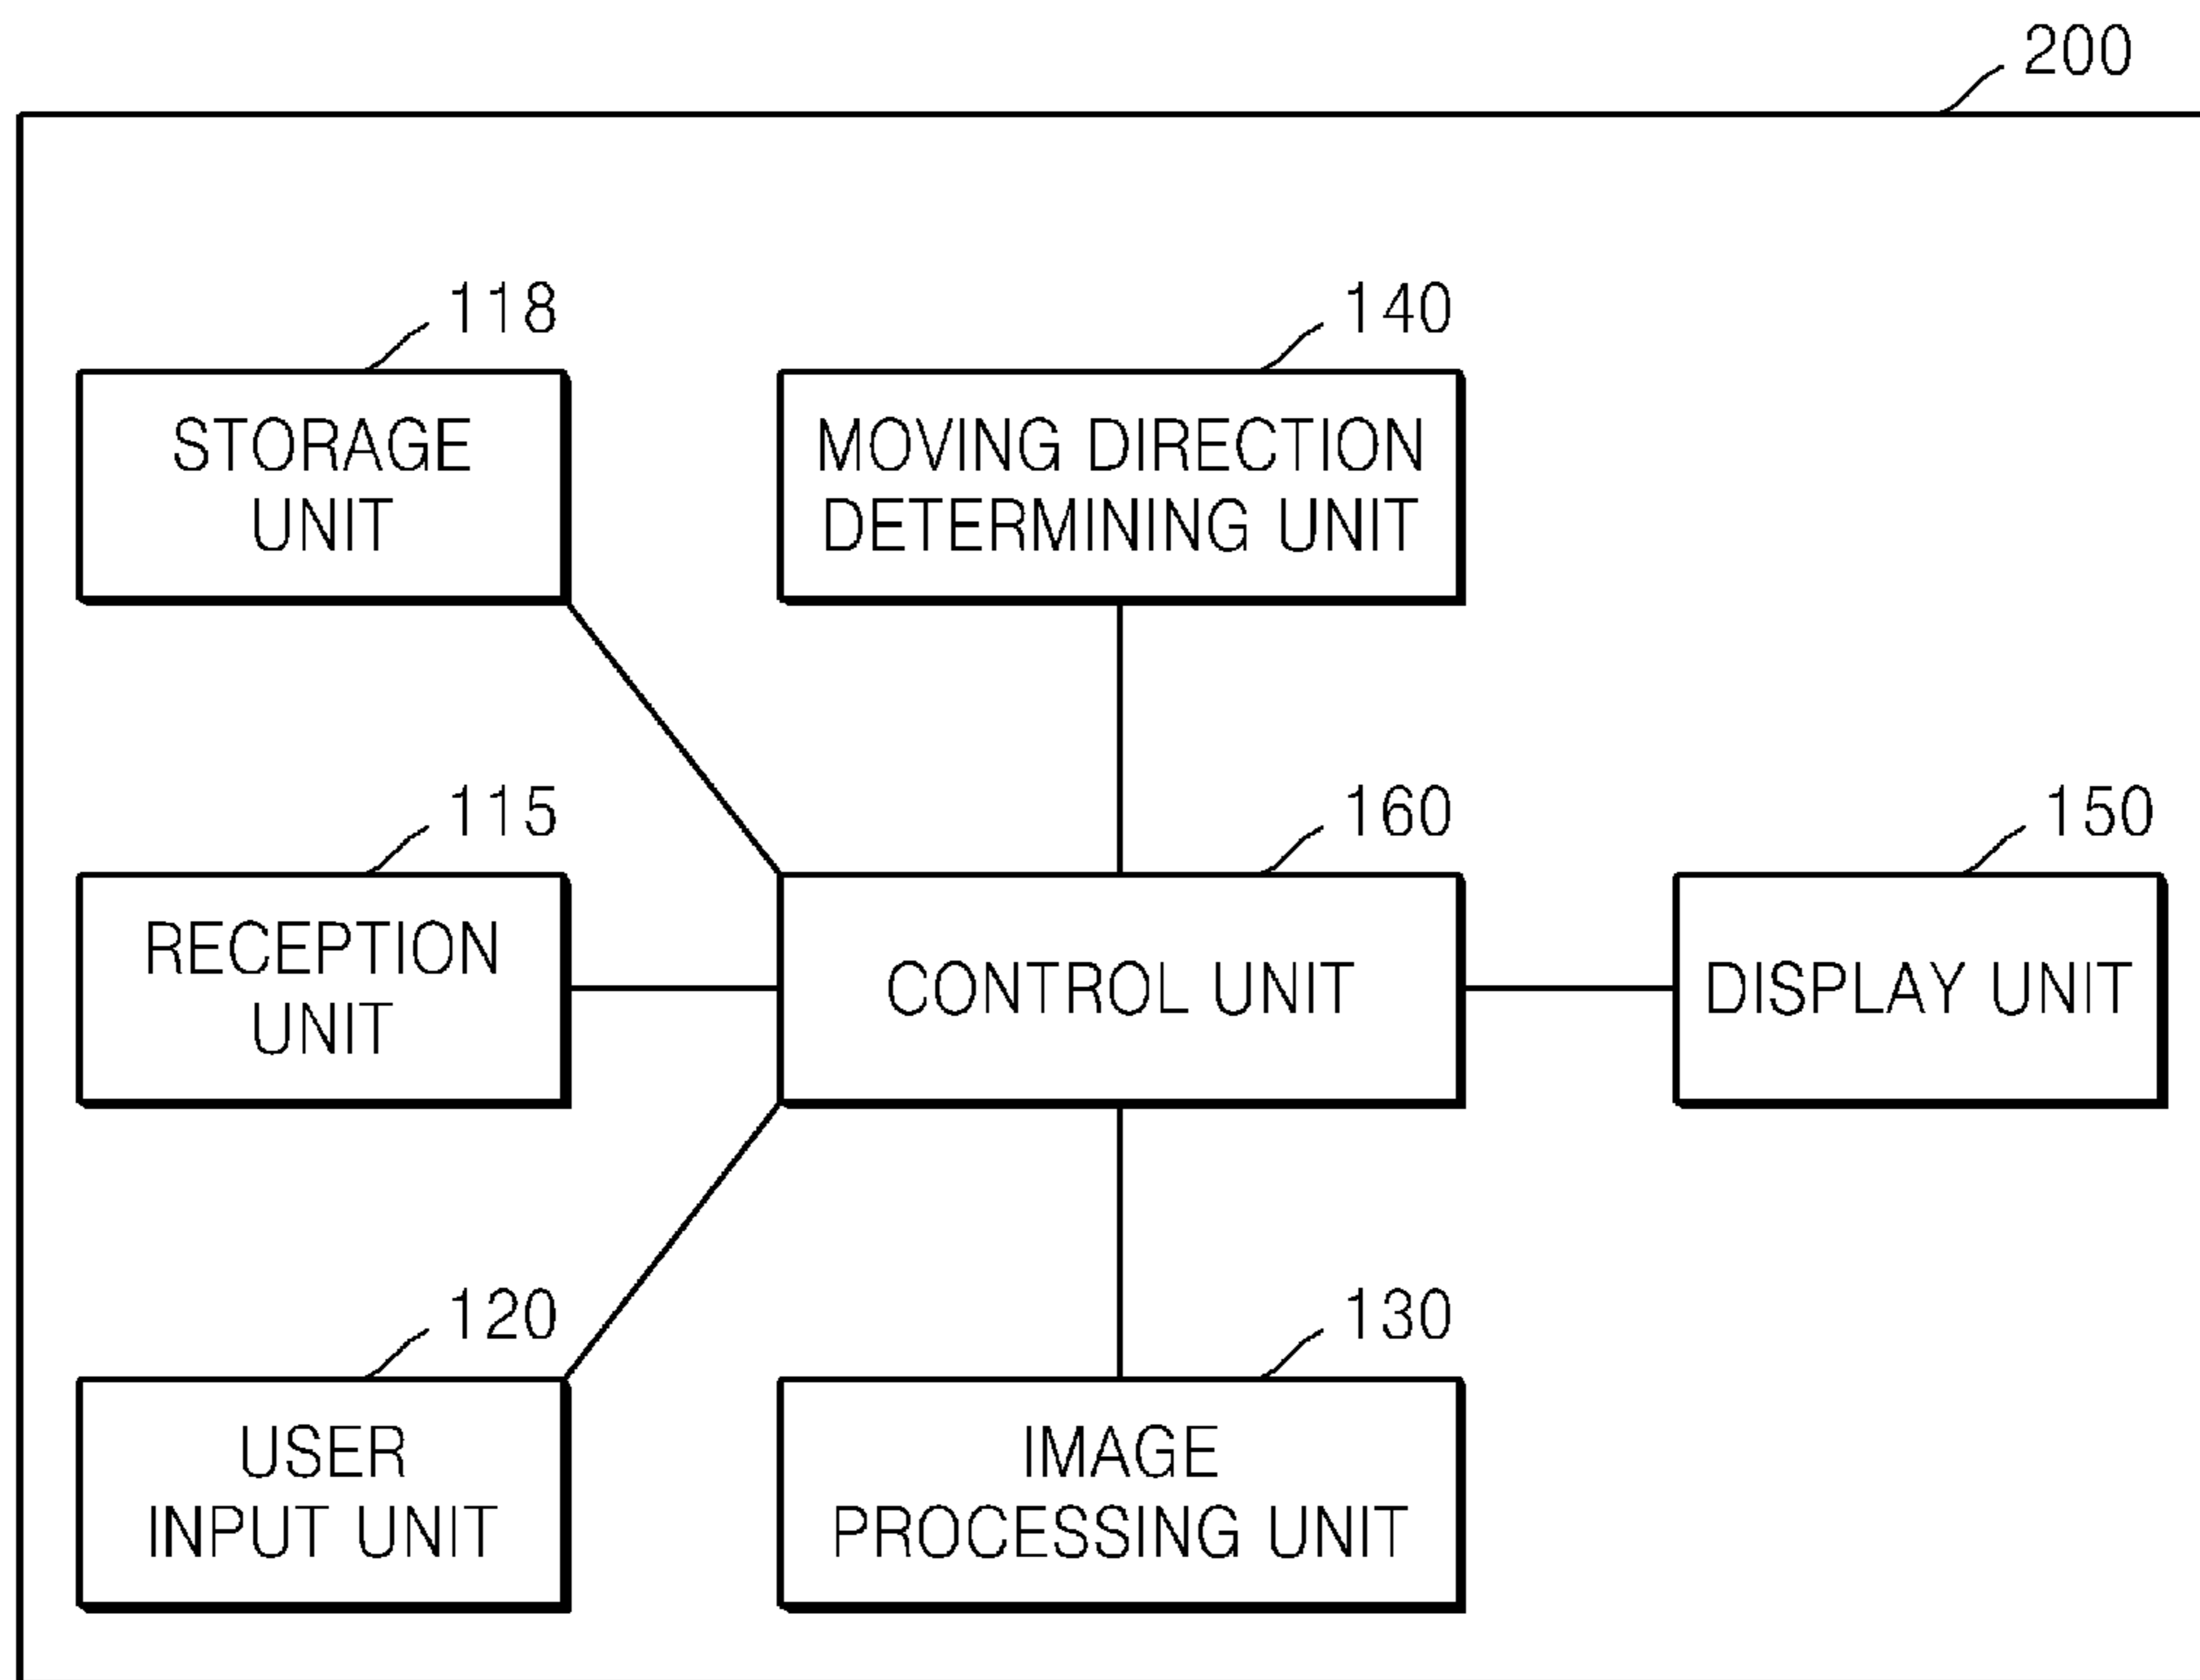 200
118
STORAGE
UNIT
140
MOVING DIRECTION
DETERMINING UNIT
115
RECEPTION
UNIT
160
CONTROL UNIT
150
DISPLAY UNIT
120
USER
INPUT UNIT
130
IMAGE
PROCESSING UNIT